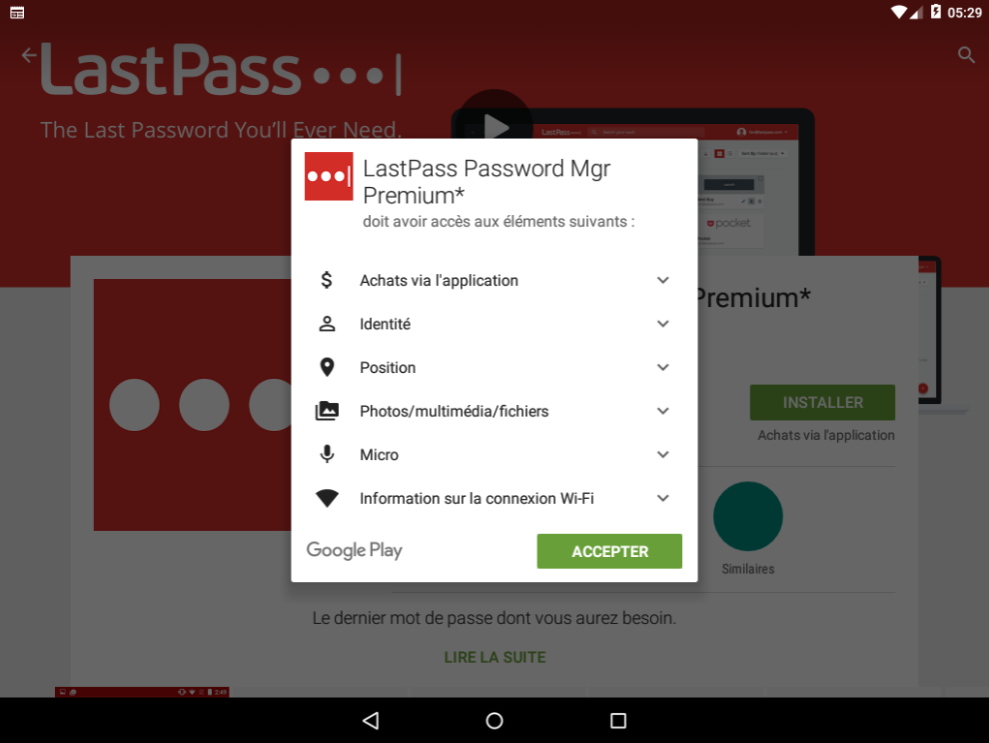 05:29
LastPass
The Last Password You'll Ever Need.
LastPass
LastPass Password Mgr
Premium*
doit avoir accès aux éléments suivants :
Achats via l'application
Identité
Position
Photos/multimédia/fichiers
Micro
Information sur la connexion Wi-Fi
Google Play
ACCEPTER
pocket
Premium*
INSTALLER
Achats via l'application
Similaires
Le dernier mot de passe dont vous aurez besoin.
LIRE LA SUITE
2:49